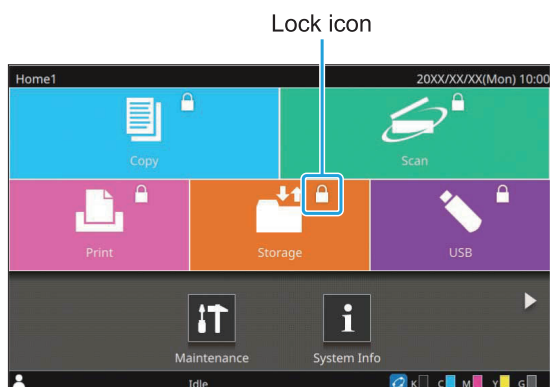 Lock icon
Home1 20XX/XX/XX(Mon) 10:00
Copy Scan
Print Storage USB
Maintenance System Info
Idle K C M Y G